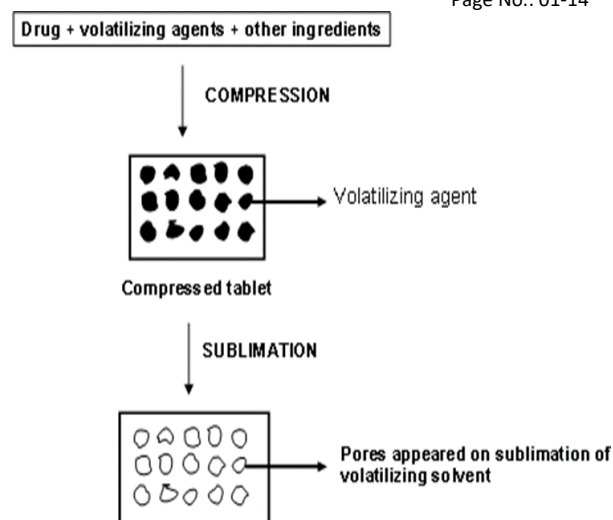 Page No.: 01-14
Drug + volatilizing agents + other ingredients
COMPRESSION
Volatilizing agent
Compressed tablet
SUBLIMATION
Pores appeared on sublimation of
volatilizing solvent